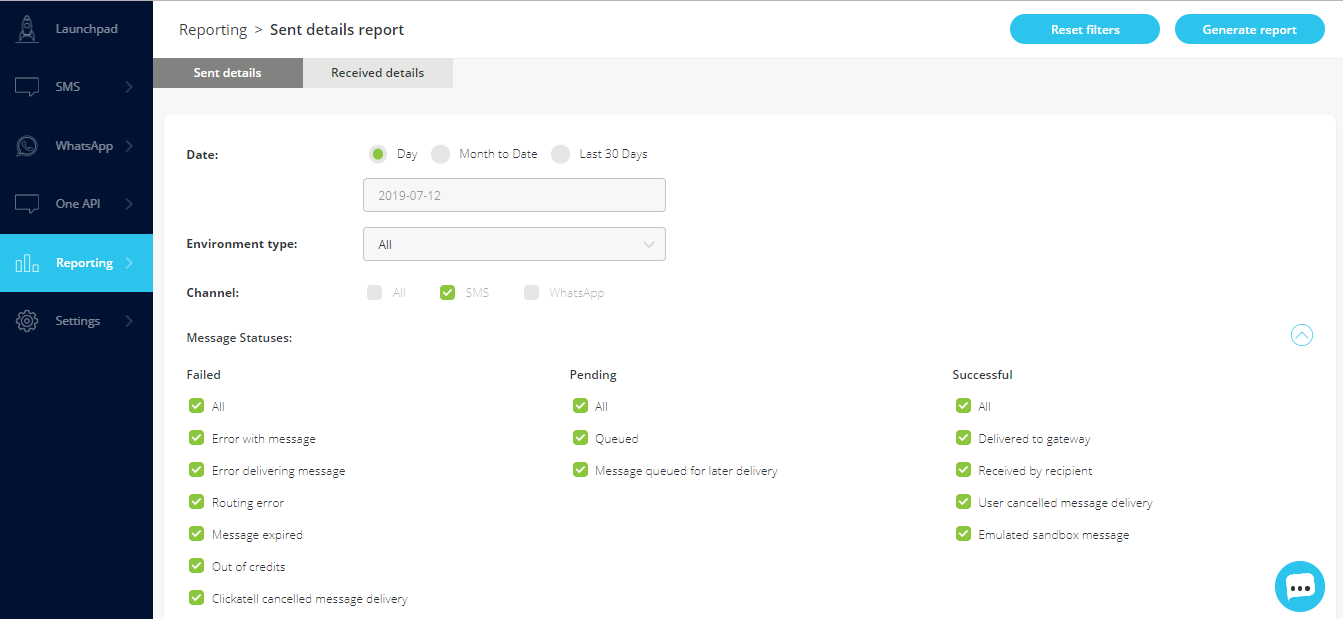 Launchpad
SMS
WhatsApp
One API
Reporting
Settings
Reporting > Sent details report
Reset filters
Generate report
Sent details
Received details
Date:
Day
Month to Date
Last 30 Days
2019-07-12
Environment type:
All
Channel:
All
SMS
WhatsApp
Message Statuses:
Failed
All
Error with message
Error delivering message
Routing error
Message expired
Out of credits
Clickatell cancelled message delivery
Pending
All
Queued
Message queued for later delivery
Successful
All
Delivered to gateway
Received by recipient
User cancelled message delivery
Emulated sandbox message